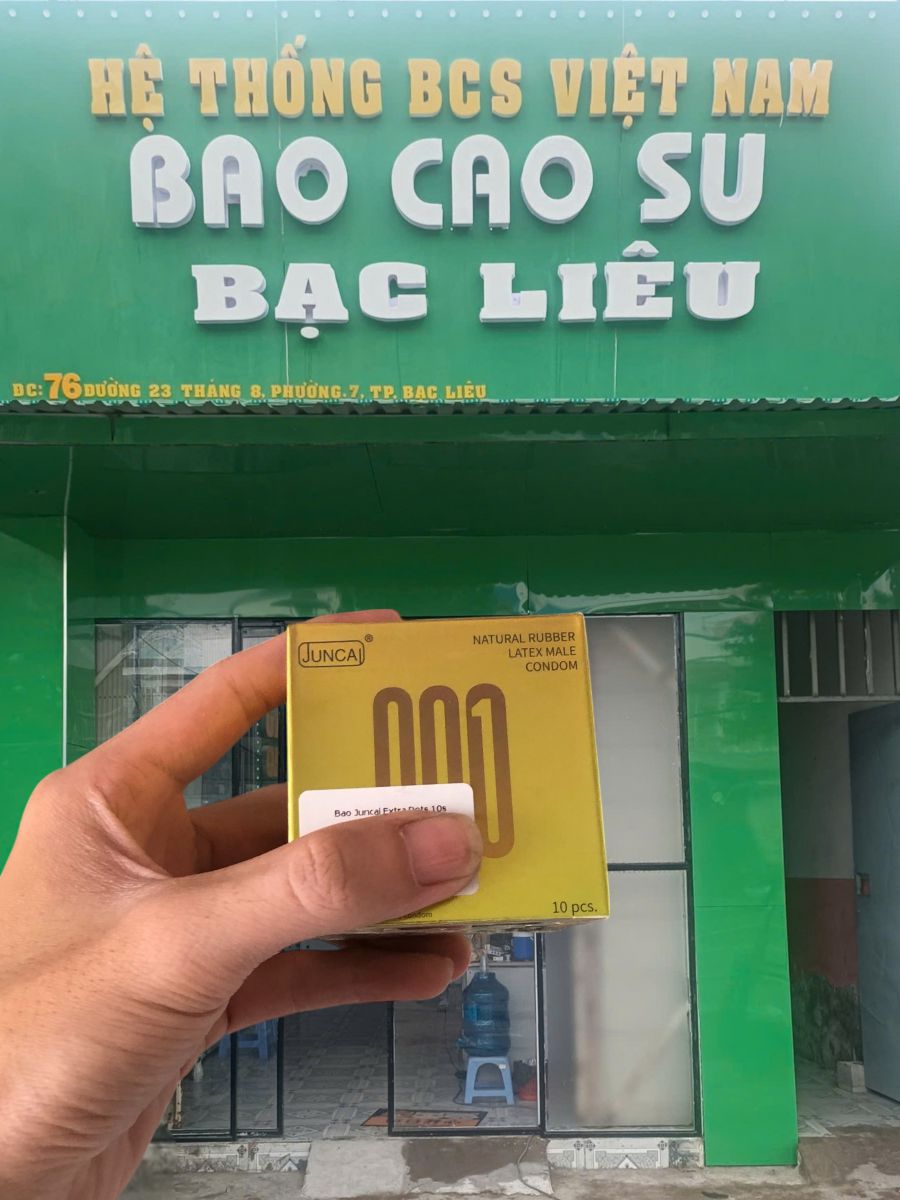 HỆ THỐNG BCS VIỆT NAM
BAO CAO SU
BẠC LIÊU
ĐC: 76 ĐƯỜNG 23 THÁNG 8, PHƯỜNG.7, TP. BẠC LIÊU
JUNCAI®
NATURAL RUBBER
LATEX MALE
CONDOM
001
Bao Juncai Extra Dots 10s
Condom
10 pcs.